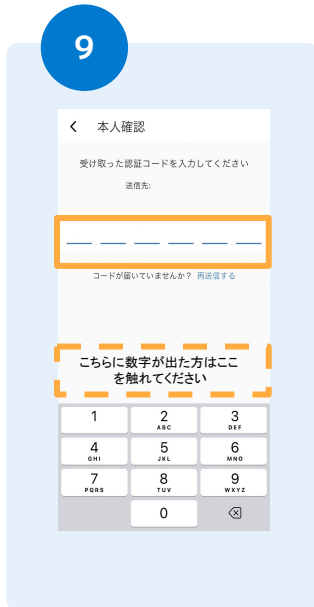 9
本人確認
受け取った認証コードを入力してください
送信先:
コードが届いていませんか？ 再送信する
こちらに数字が出た方はここ
を触れてください
1 2 3
ABC DEF
4 5 6
GHI JKL MNO
7 8 9
PQRS TUV WXYZ
0